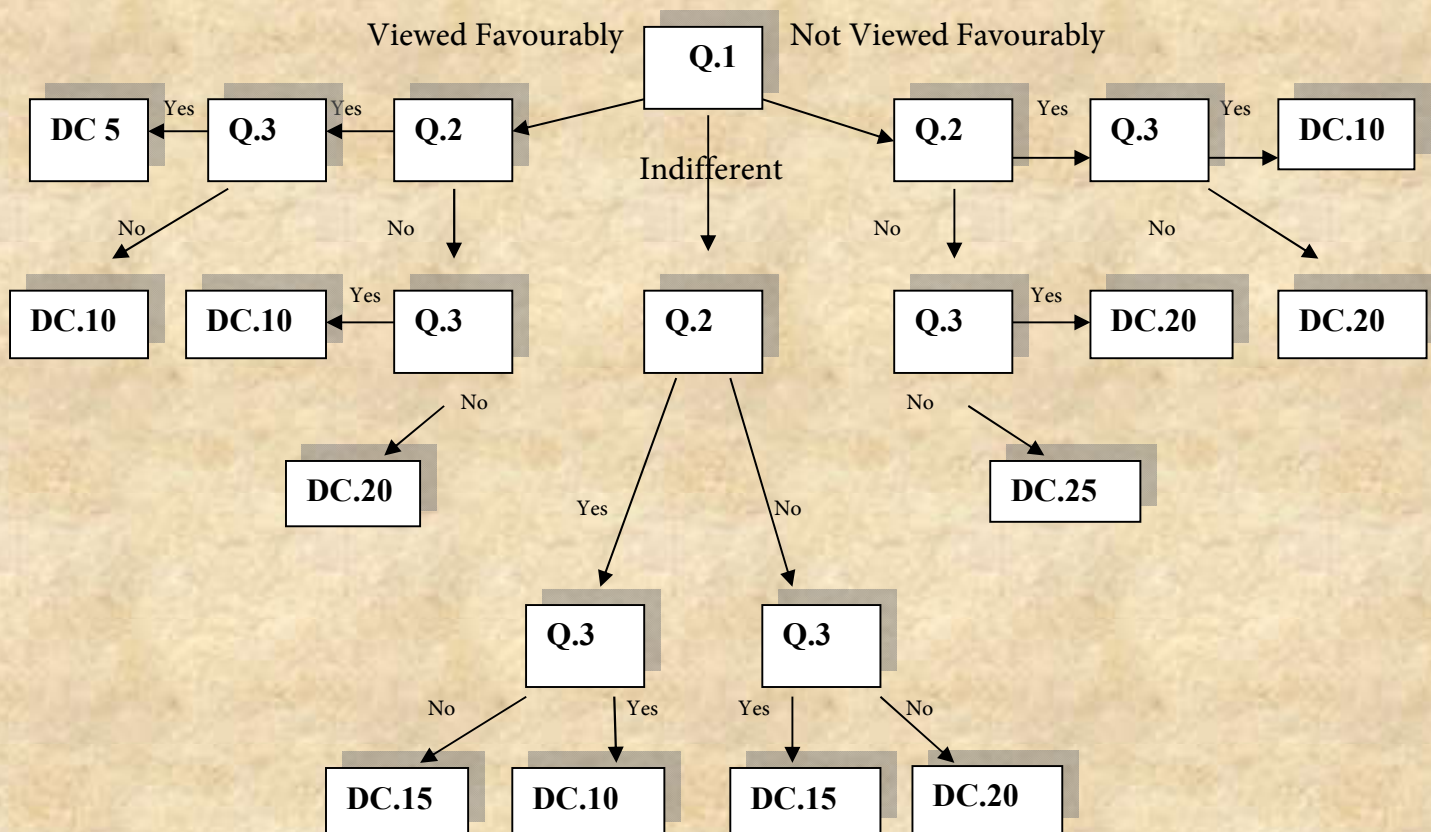 Viewed Favourably
Q.1
Not Viewed Favourably
DC 5
Yes
Q.3
Yes
Q.2
Indifferent
Q.2
Yes
Q.3
Yes
DC.10
No
No
No
No
DC.10
DC.10
Yes
Q.3
Q.2
Q.3
Yes
DC.20
DC.20
No
No
DC.20
DC.25
Yes
No
Q.3
Q.3
No
Yes
Yes
No
DC.15
DC.10
DC.15
DC.20